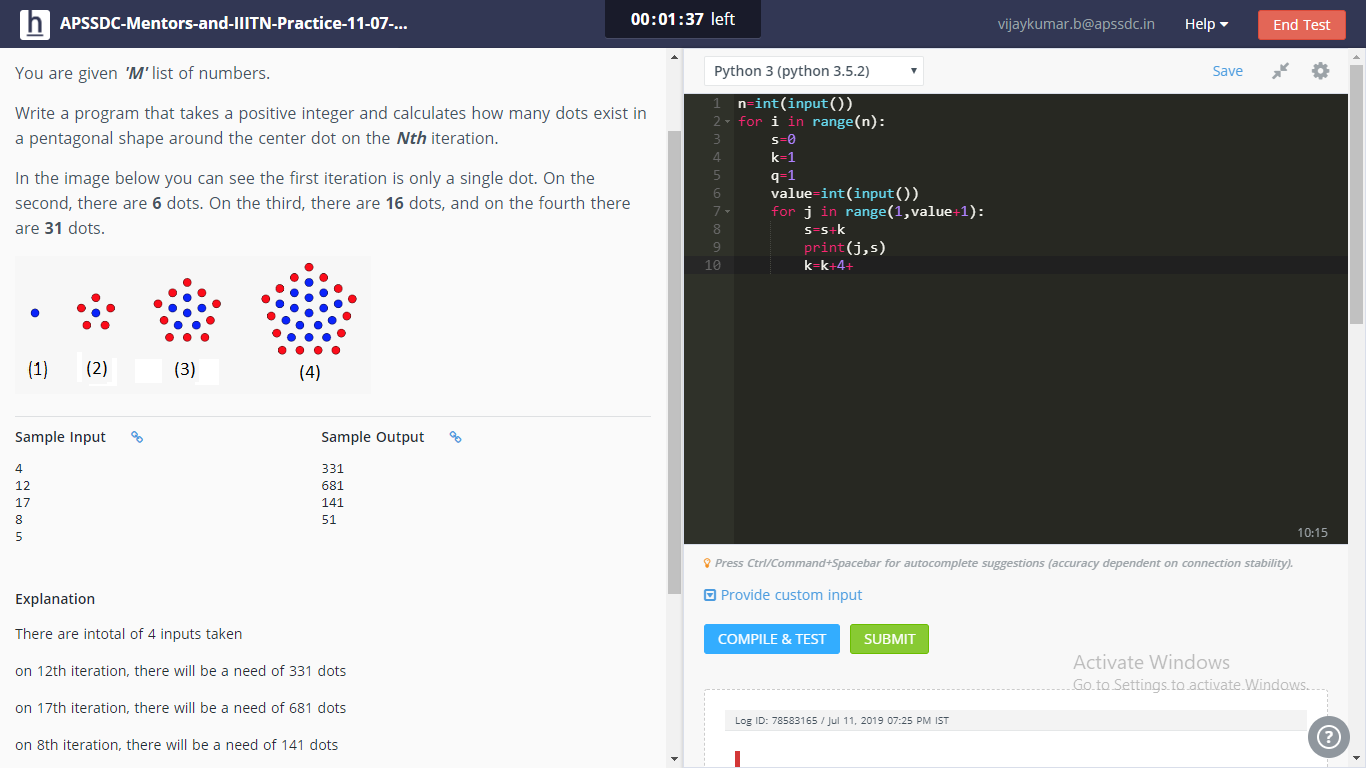 h APSSDC-Mentors-and-IIITN-Practice-11-07-...
00:01:37 left
vijaykumar.b@apssdc.in
Help
End Test
You are given 'M' list of numbers.
Write a program that takes a positive integer and calculates how many dots exist in
a pentagonal shape around the center dot on the Nth iteration.
In the image below you can see the first iteration is only a single dot. On the
second, there are 6 dots. On the third, there are 16 dots, and on the fourth there
are 31 dots.
(1) (2) (3) (4)
Sample Input
4
12
17
8
5
Sample Output
331
681
141
51
Explanation
There are intotal of 4 inputs taken
on 12th iteration, there will be a need of 331 dots
on 17th iteration, there will be a need of 681 dots
on 8th iteration, there will be a need of 141 dots
Python 3 (python 3.5.2)
Save
1 n=int(input())
2 for i in range(n):
3 s=0
4 k=1
5 q=1
6 value=int(input())
7 for j in range(1,value+1):
8 s=s+k
9 print(j,s)
10 k=k+4+
10:15
Press Ctrl/Command+Spacebar for autocomplete suggestions (accuracy dependent on connection stability).
Provide custom input
COMPILE & TEST
SUBMIT
Activate Windows
Go to Settings to activate Windows.
Log ID: 78583165 / Jul 11, 2019 07:25 PM IST
?